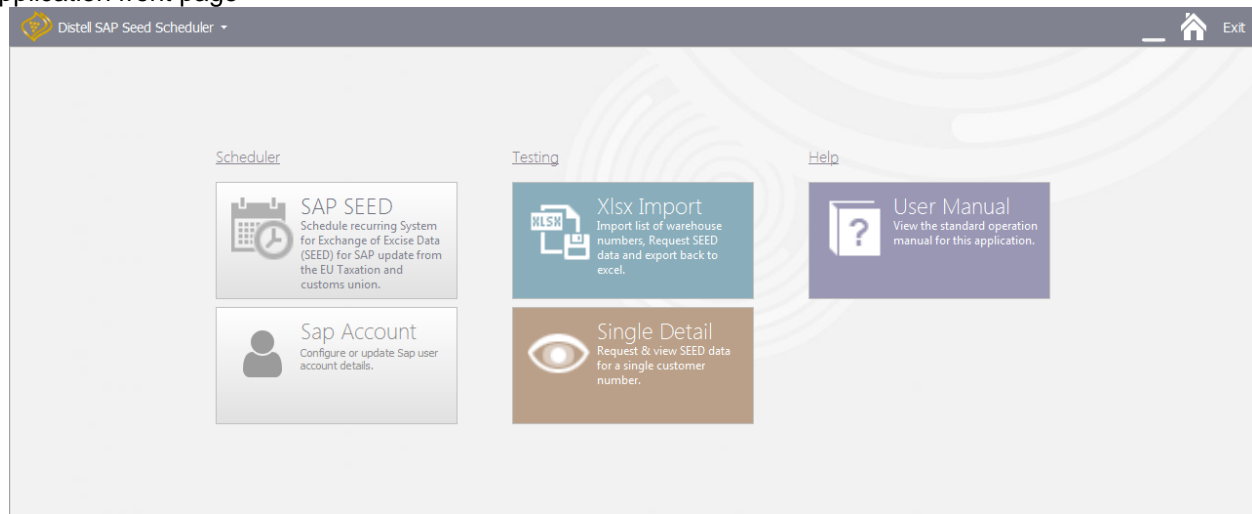 pplication front page
Distell SAP Seed Scheduler
Exit
Scheduler
SAP SEED
Schedule recurring System
for Exchange of Excise Data
(SEED) for SAP update from
the EU Taxation and
customs union.
Sap Account
Configure or update Sap user
account details.
Testing
XLSX
Xlsx Import
Import list of warehouse
numbers, Request SEED
data and export back to
excel.
Single Detail
Request & view SEED data
for a single customer
number.
Help
?
User Manual
View the standard operation
manual for this application.